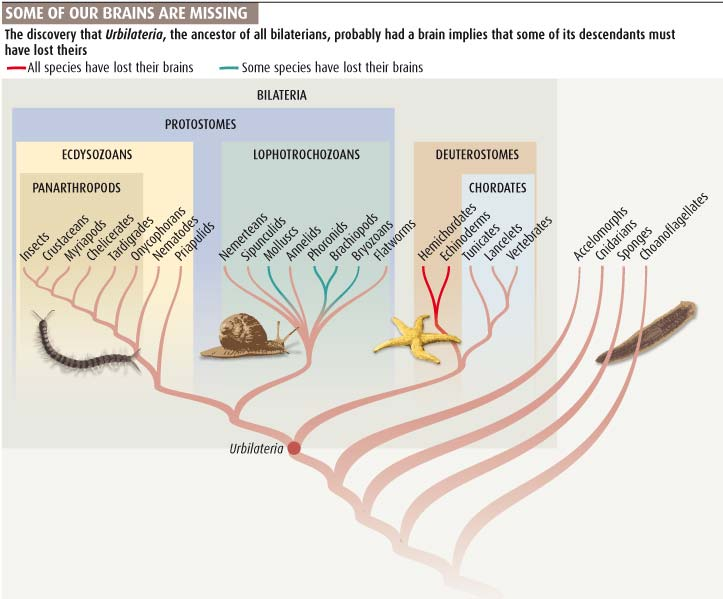 SOME OF OUR BRAINS ARE MISSING
The discovery that Urbilateria, the ancestor of all bilaterians, probably had a brain implies that some of its descendants must
have lost theirs
All species have lost their brains
Some species have lost their brains
BILATERIA
PROTOSTOMES
ECDYSOZOANS
LOPHOTROCHOZOANS
DEUTEROSTOMES
PANARTHROPODS
CHORDATES
Insects
Crustaceans
Myriapods
Chelicerates
Tardigrades
Onycophorans
Nematodes
Priapulids
Nemerteans
Sipunculids
Molluscs
Annelids
Phoronids
Brachiopods
Bryozoans
Flatworms
Hemichordates
Echinoderms
Tunicates
Lancelets
Vertebrates
Accelomorphs
Cnidarians
Sponges
Choanoflagellates
Urbilateria